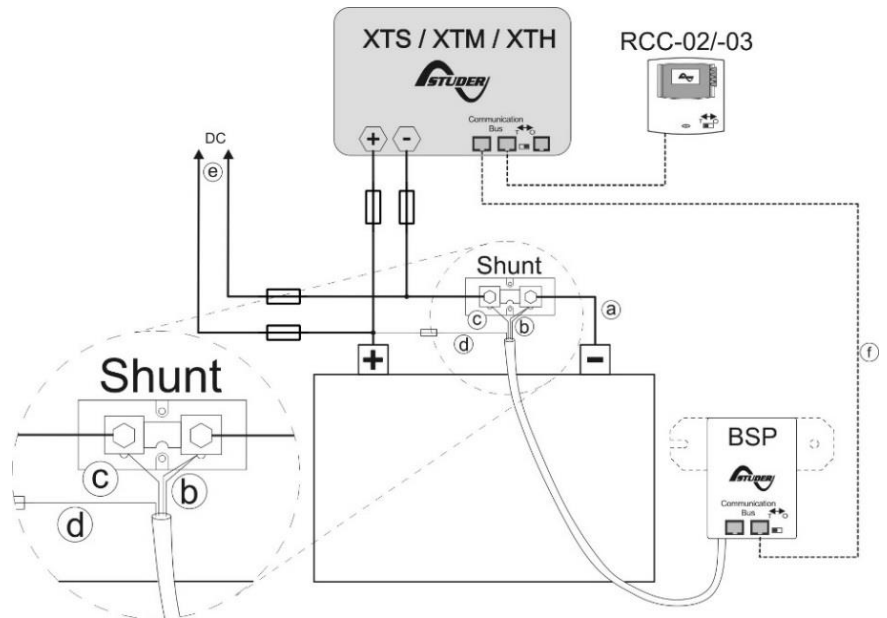 XTS / XTM / XTH
STUDER
Communication
Bus
T O
+ -
RCC-02/-03
T O
DC
e
Shunt
a
c b
d
+ -
f
Shunt
c b
d
BSP
STUDER
Communication
Bus
T O